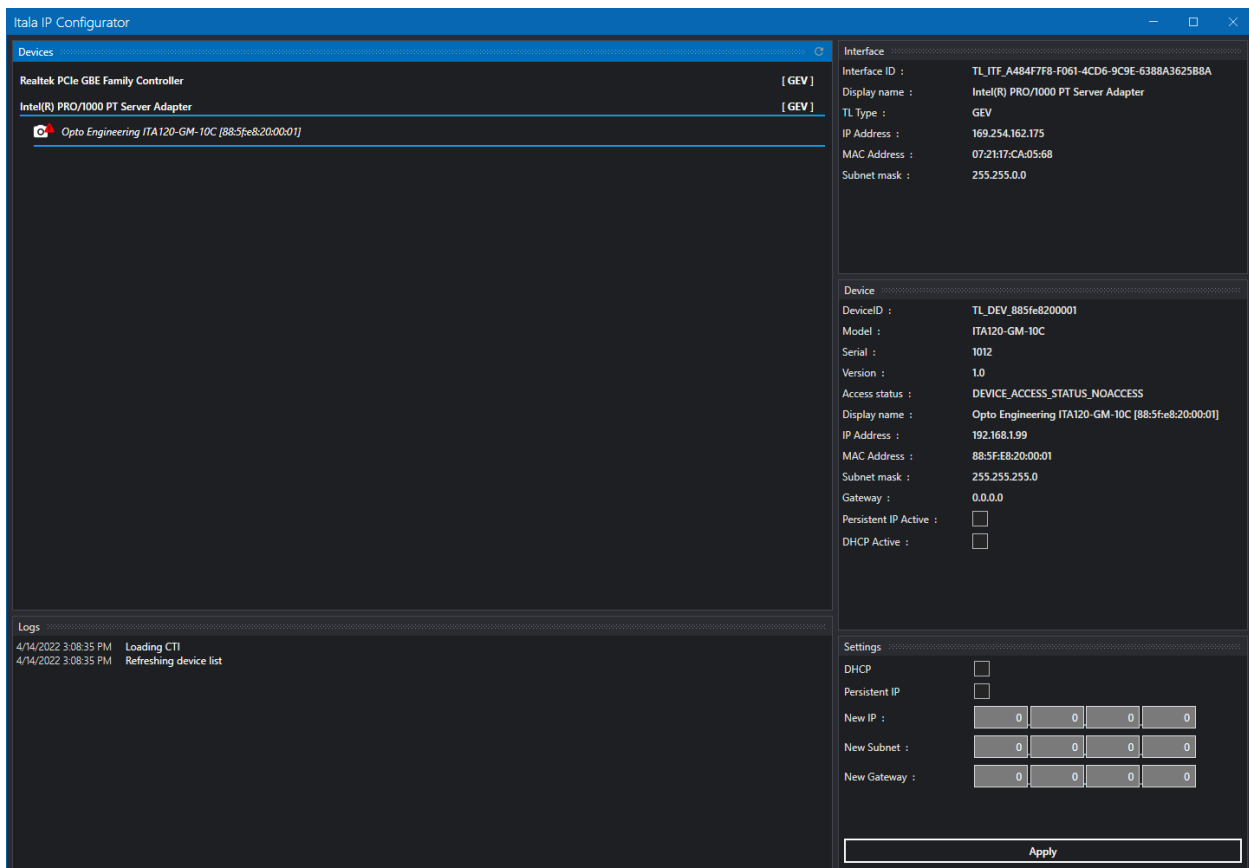 Itala IP Configurator
Devices
Realtek PCIe GBE Family Controller [ GEV ]
Intel(R) PRO/1000 PT Server Adapter [ GEV ]
Opto Engineering ITA120-GM-10C [88:5f:e8:20:00:01]
Logs
4/14/2022 3:08:35 PM Loading CTI
4/14/2022 3:08:35 PM Refreshing device list
Interface
Interface ID : TL_ITF_A484F7F8-F061-4CD6-9C9E-6388A3625B8A
Display name : Intel(R) PRO/1000 PT Server Adapter
TL Type : GEV
IP Address : 169.254.162.175
MAC Address : 07:21:17:CA:05:68
Subnet mask : 255.255.0.0
Device
DeviceID : TL_DEV_885fe8200001
Model : ITA120-GM-10C
Serial : 1012
Version : 1.0
Access status : DEVICE_ACCESS_STATUS_NOACCESS
Display name : Opto Engineering ITA120-GM-10C [88:5f:e8:20:00:01]
IP Address : 192.168.1.99
MAC Address : 88:5F:E8:20:00:01
Subnet mask : 255.255.255.0
Gateway : 0.0.0.0
Persistent IP Active :
DHCP Active :
Settings
DHCP
Persistent IP
New IP : 0 . 0 . 0 . 0
New Subnet : 0 . 0 . 0 . 0
New Gateway : 0 . 0 . 0 . 0
Apply